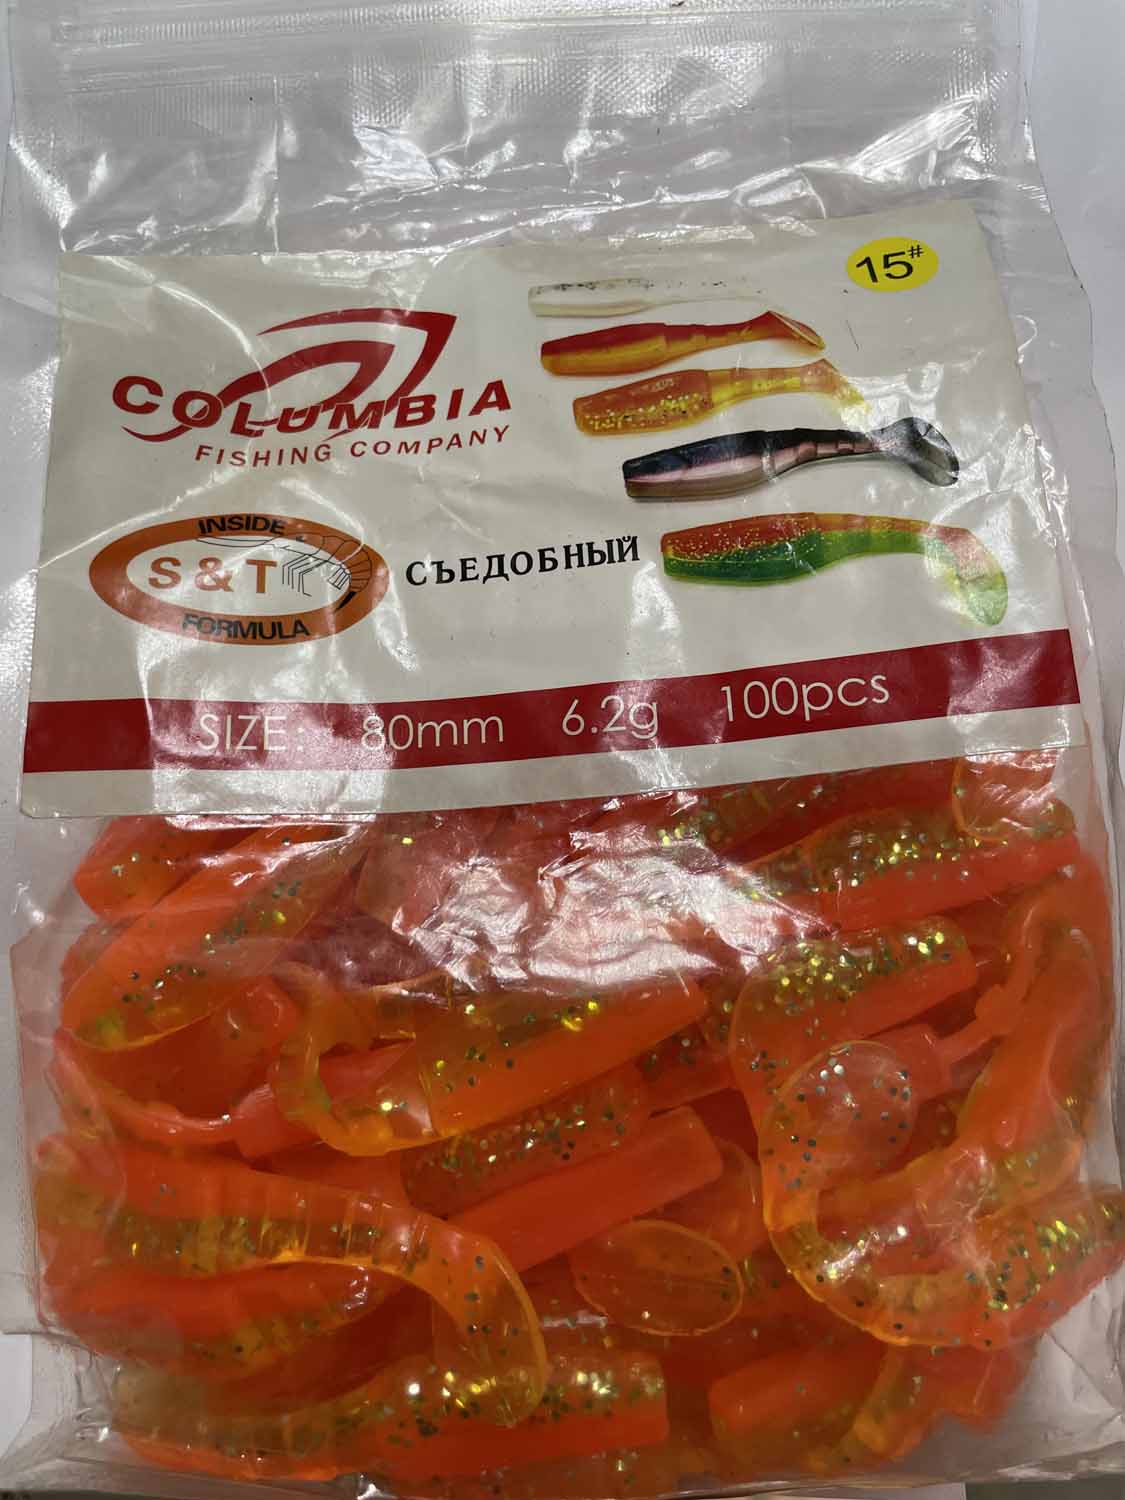 15#
COLUMBIA
FISHING COMPANY
INSIDE
S & T
FORMULA
СЪЕДОБНЫЙ
SIZE: 80mm 6.2g 100pcs